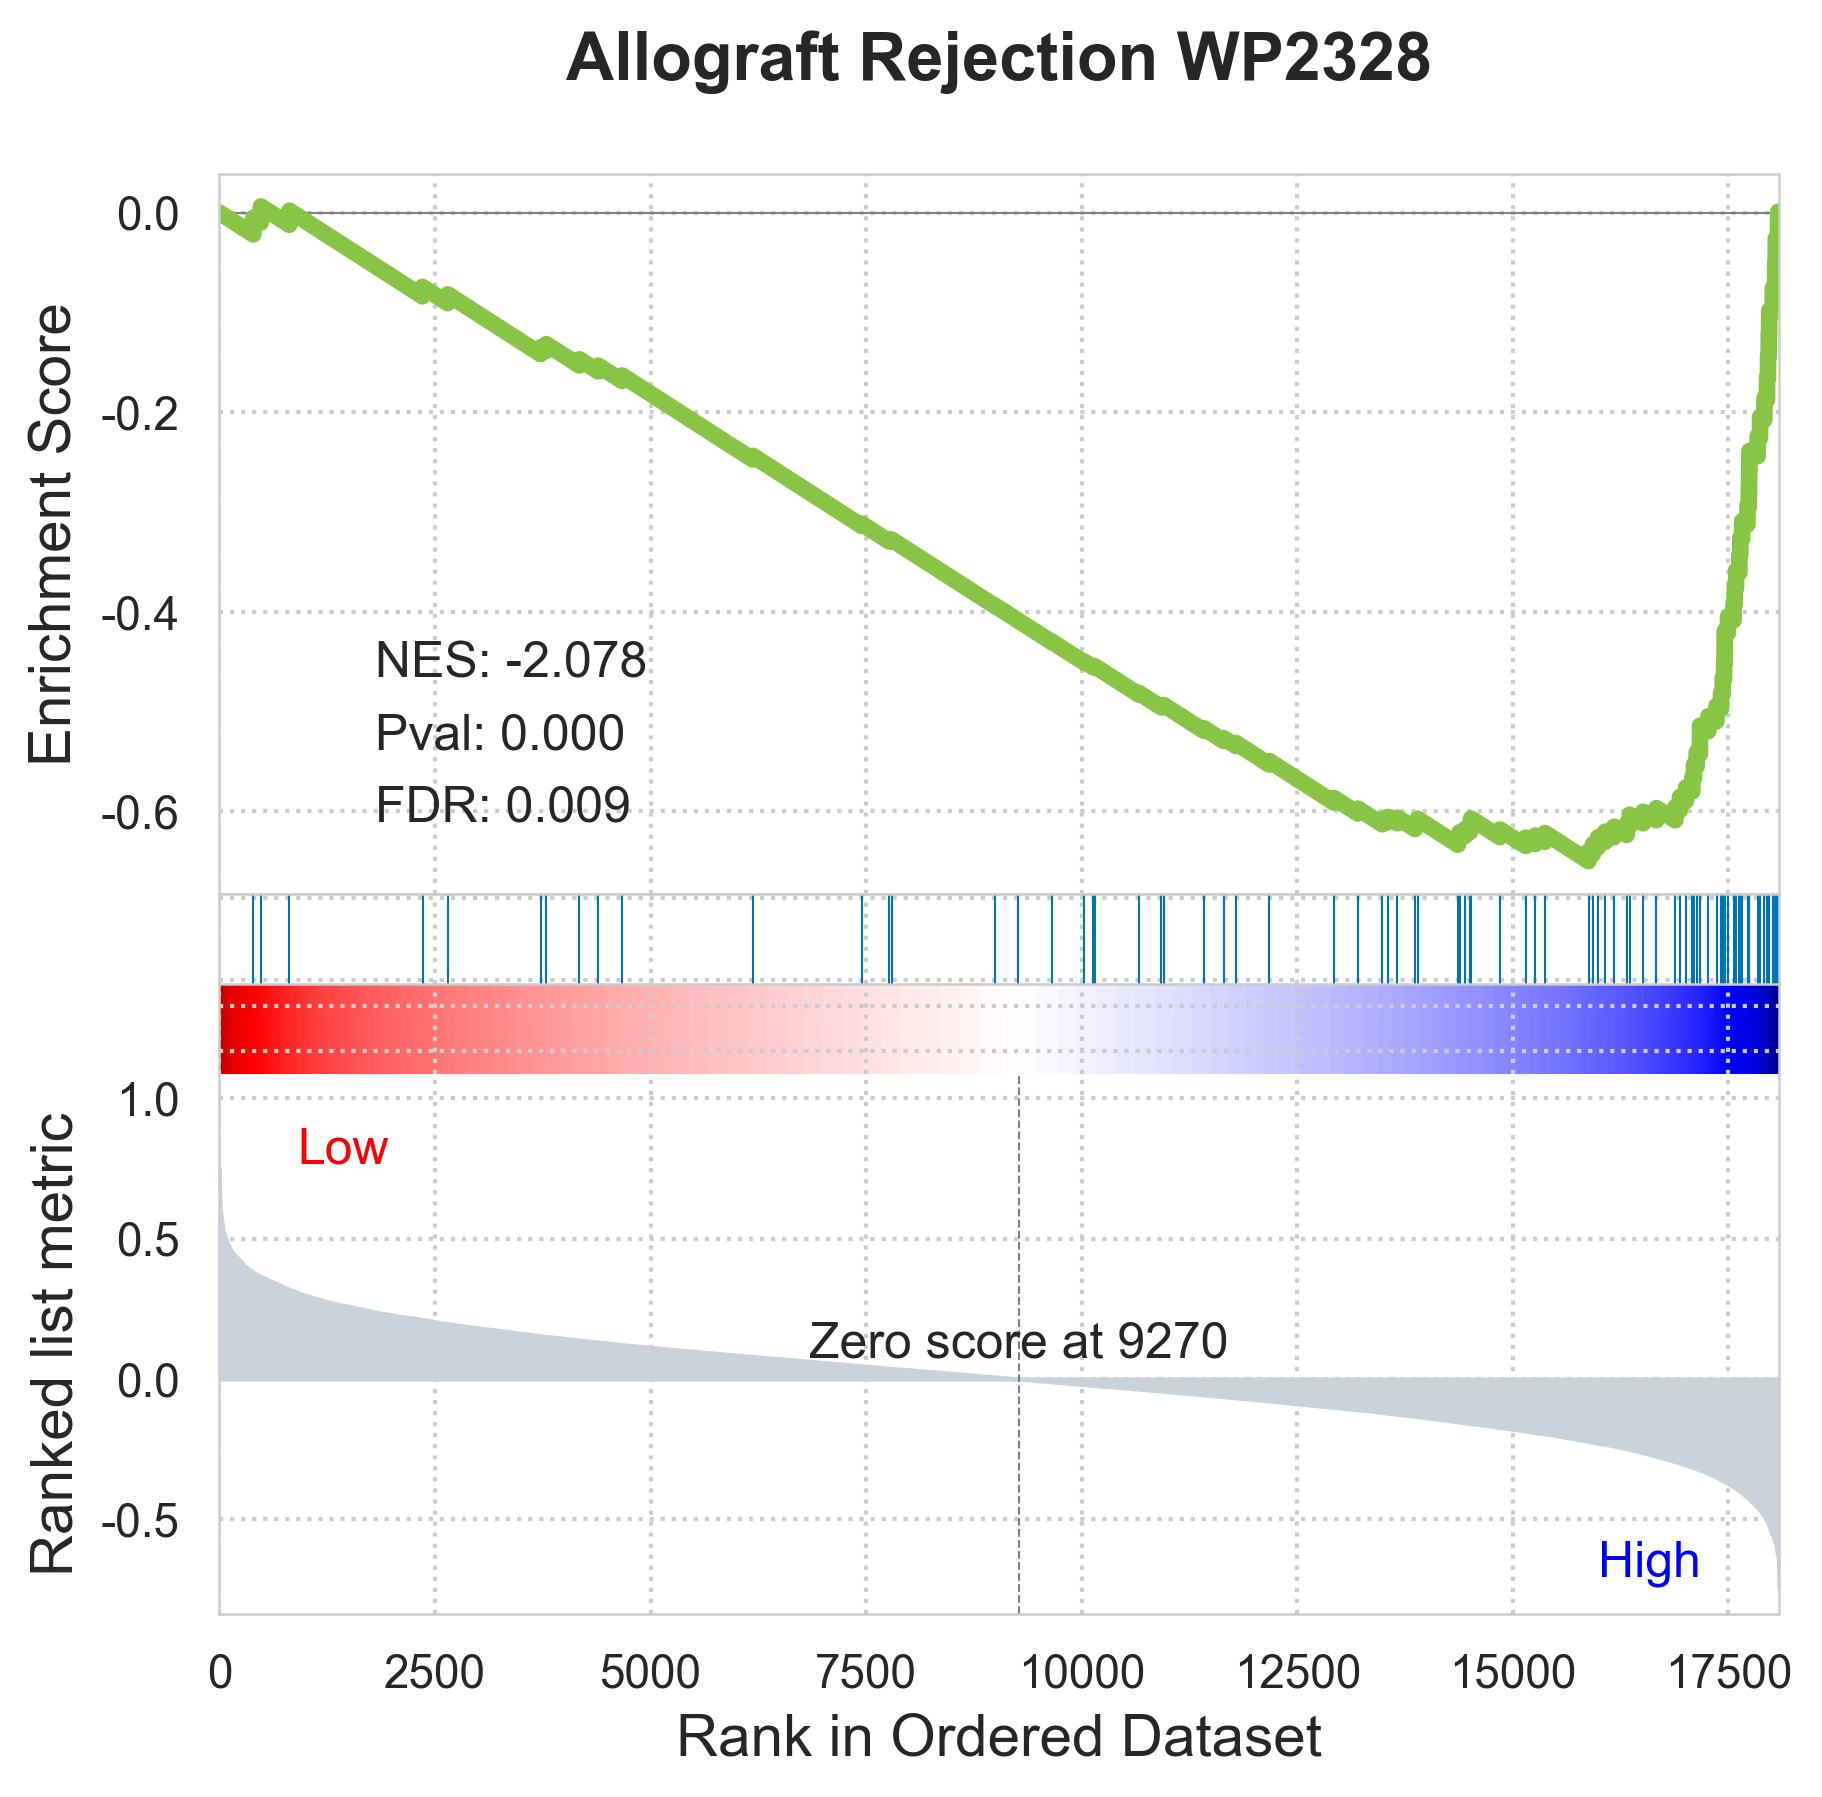 Allograft Rejection WP2328
Enrichment Score
0.0
-0.2
-0.4
-0.6
NES: -2.078
Pval: 0.000
FDR: 0.009
Ranked list metric
1.0
0.5
0.0
-0.5
Low
Zero score at 9270
High
0 2500 5000 7500 10000 12500 15000 17500
Rank in Ordered Dataset